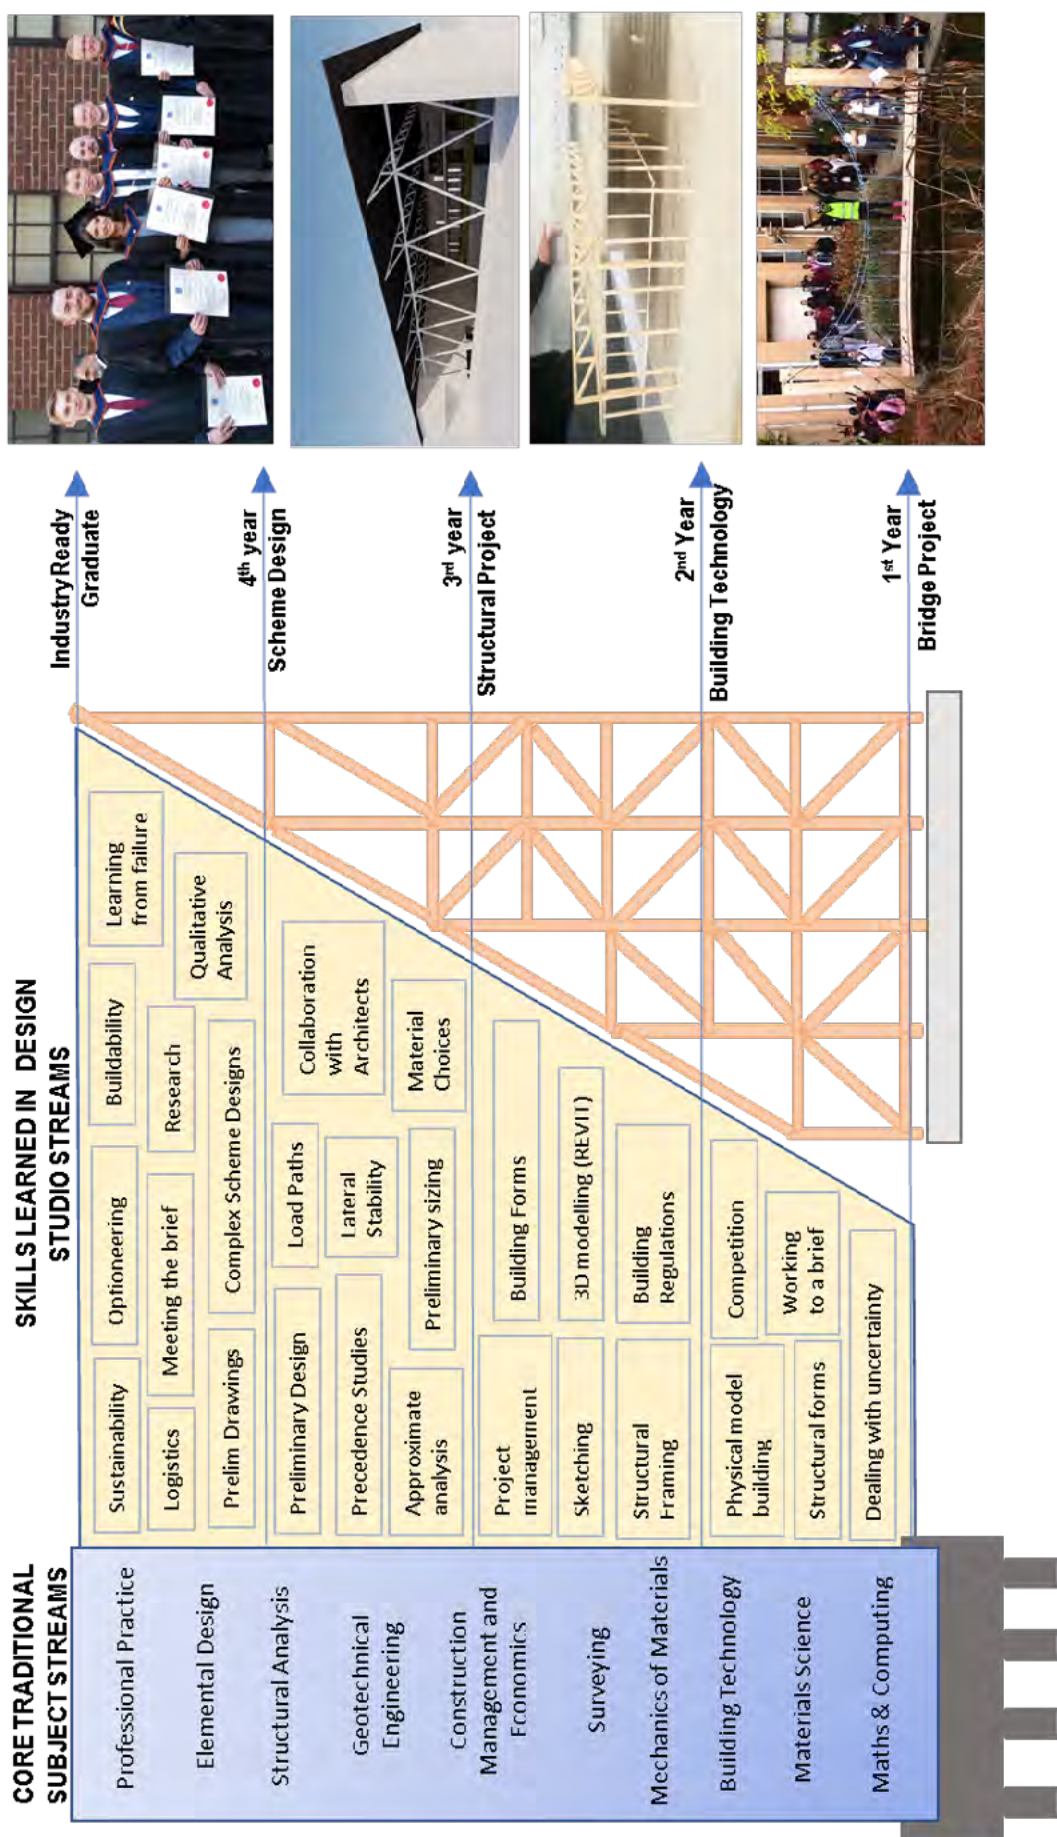 CORE TRADITIONAL
SUBJECT STREAMS
Professional Practice
Elemental Design
Structural Analysis
Geotechnical
Engineering
Construction
Management and
Economics
Surveying
Mechanics of Materials
Building Technology
Materials Science
Maths & Computing
SKILLS LEARNED IN DESIGN
STUDIO STREAMS
Sustainability
Optioneering
Buildability
Learning
from failure
Logistics
Meeting the brief
Research
Qualitative
Analysis
Prelim Drawings
Complex Scheme Designs
Preliminary Design
Load Paths
Collaboration
with
Architects
Precedence Studies
Lateral
Stability
Approximate
analysis
Preliminary sizing
Material
Choices
Project
management
Building Forms
Sketching
3D modelling (REVIT)
Structural
Framing
Building
Regulations
Physical model
building
Competition
Structural forms
Working
to a brief
Dealing with uncertainty
Industry Ready
Graduate
4th year
Scheme Design
3rd year
Structural Project
2nd Year
Building Technology
1st Year
Bridge Project